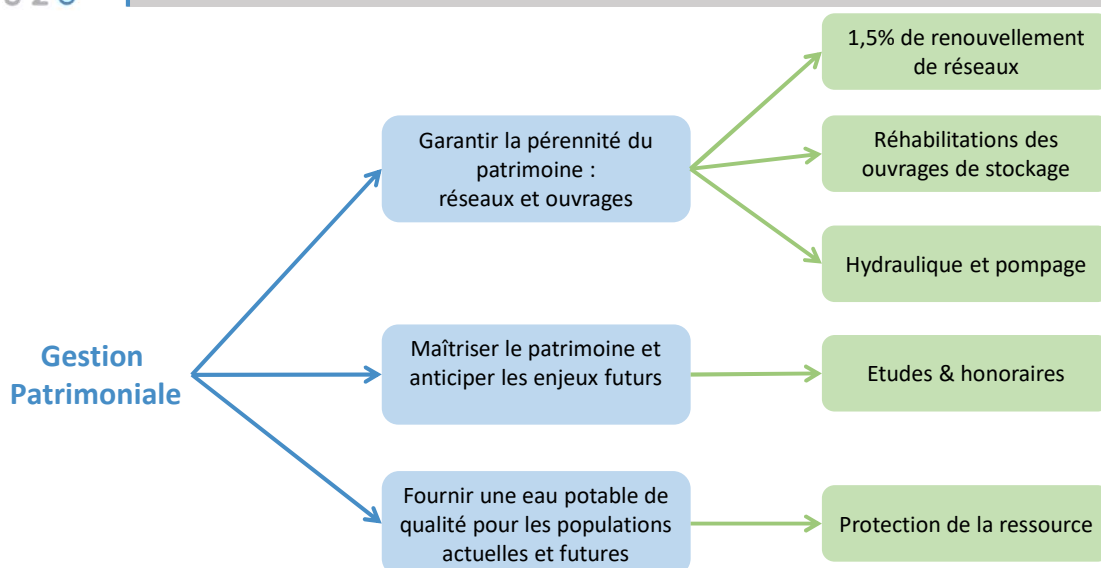 Gestion
Patrimoniale
Garantir la pérennité du
patrimoine :
réseaux et ouvrages
Maîtriser le patrimoine et
anticiper les enjeux futurs
Fournir une eau potable de
qualité pour les populations
actuelles et futures
1,5% de renouvellement
de réseaux
Réhabilitations des
ouvrages de stockage
Hydraulique et pompage
Etudes & honoraires
Protection de la ressource